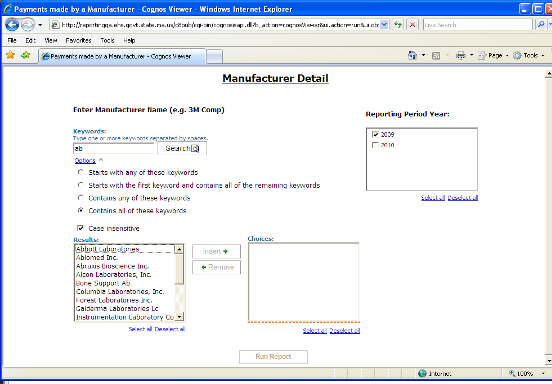 Payments made by a Manufacturer - Cognos Viewer - Windows Internet Explorer
Live Search
File Edit View Favorites Tools Help
Payments made by a Manufacturer - Cognos Viewer
Page Tools
Manufacturer Detail
Enter Manufacturer Name (e.g. 3M Comp)
Reporting Period Year:
Keywords:
Type one or more keywords separated by spaces.
ab Search
2009
2010
Options
Starts with any of these keywords
Starts with the first keyword and contains all of the remaining keywords
Select all Deselect all
Contains any of these keywords
Contains all of these keywords
Case insensitive
Results:
Choices:
Abbott Laboratories
Abiomed Inc.
Abraxis Bioscience Inc.
Alcon Laboratories, Inc.
Bone Support Ab
Columbia Laboratories, Inc.
Forest Laboratories Inc.
Galderma Laboratories Lc
Instrumentation Laboratory Co
Insert
Remove
Select all Deselect all
Select all Deselect all
Run Report
Internet
100%